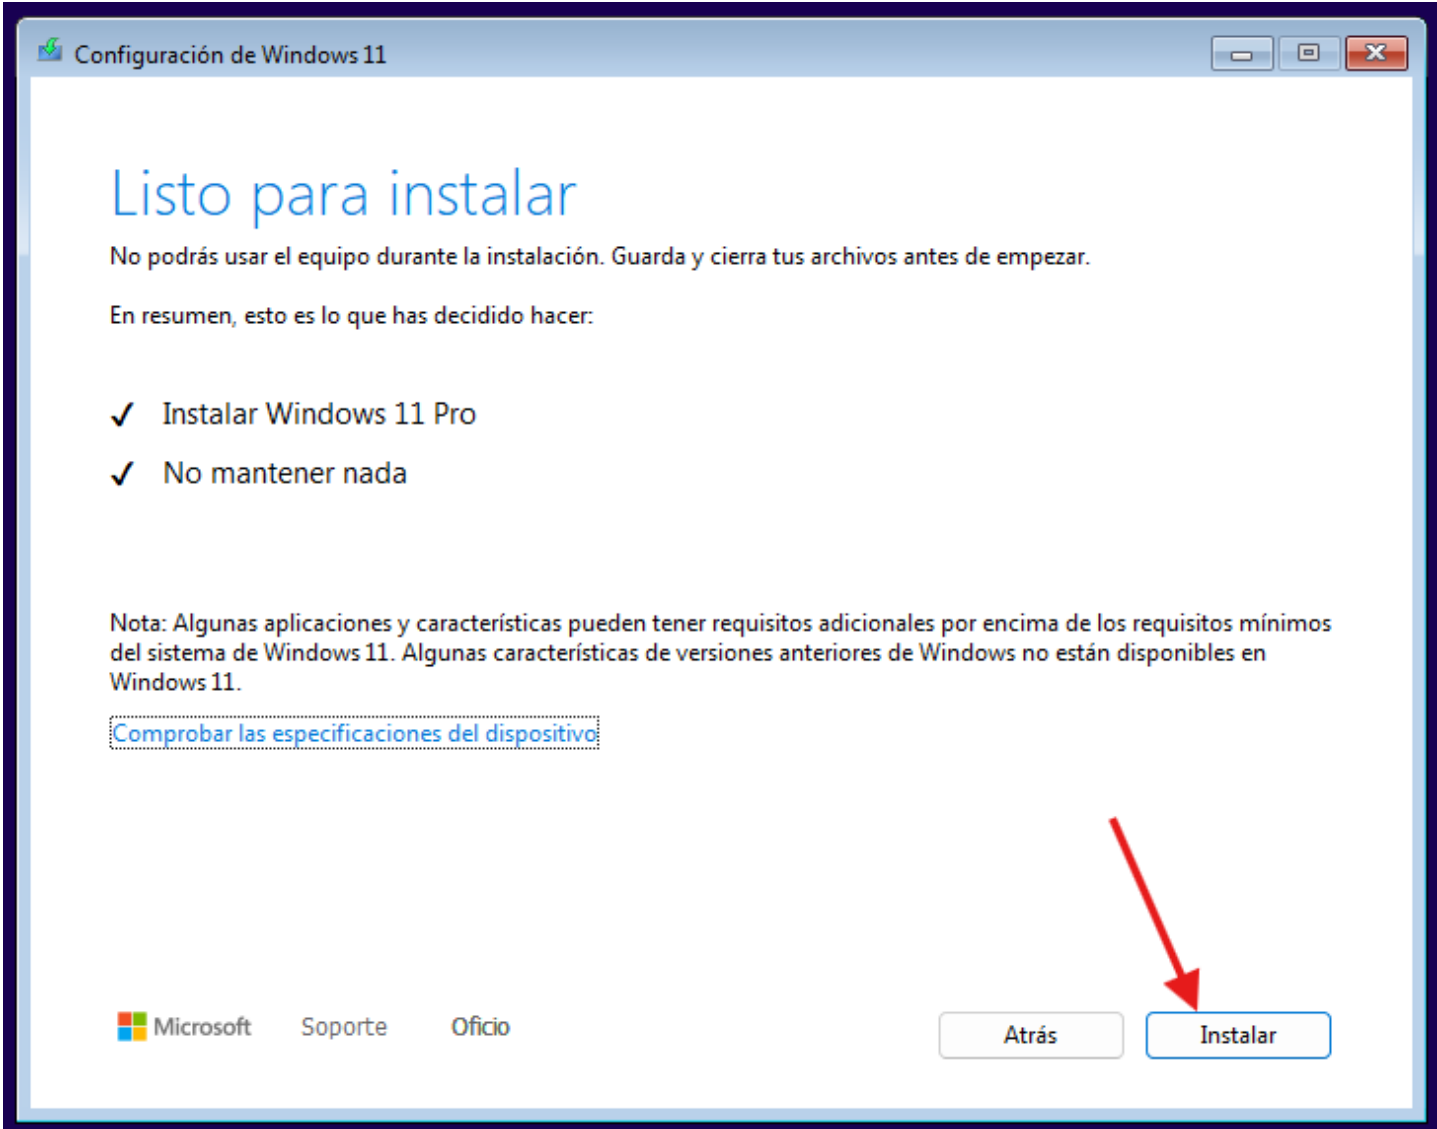 Configuración de Windows 11
Listo para instalar
No podrás usar el equipo durante la instalación. Guarda y cierra tus archivos antes de empezar.
En resumen, esto es lo que has decidido hacer:
✓ Instalar Windows 11 Pro
✓ No mantener nada
Nota: Algunas aplicaciones y características pueden tener requisitos adicionales por encima de los requisitos mínimos
del sistema de Windows 11. Algunas características de versiones anteriores de Windows no están disponibles en
Windows 11.
Comprobar las especificaciones del dispositivo
Microsoft Soporte Oficio Atrás Instalar